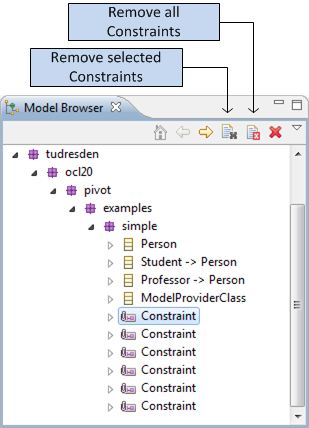 Remove all
Constraints
Remove selected
Constraints
Model Browser
tudresden
ocl20
pivot
examples
simple
Person
Student -> Person
Professor -> Person
ModelProviderClass
Constraint
Constraint
Constraint
Constraint
Constraint
Constraint